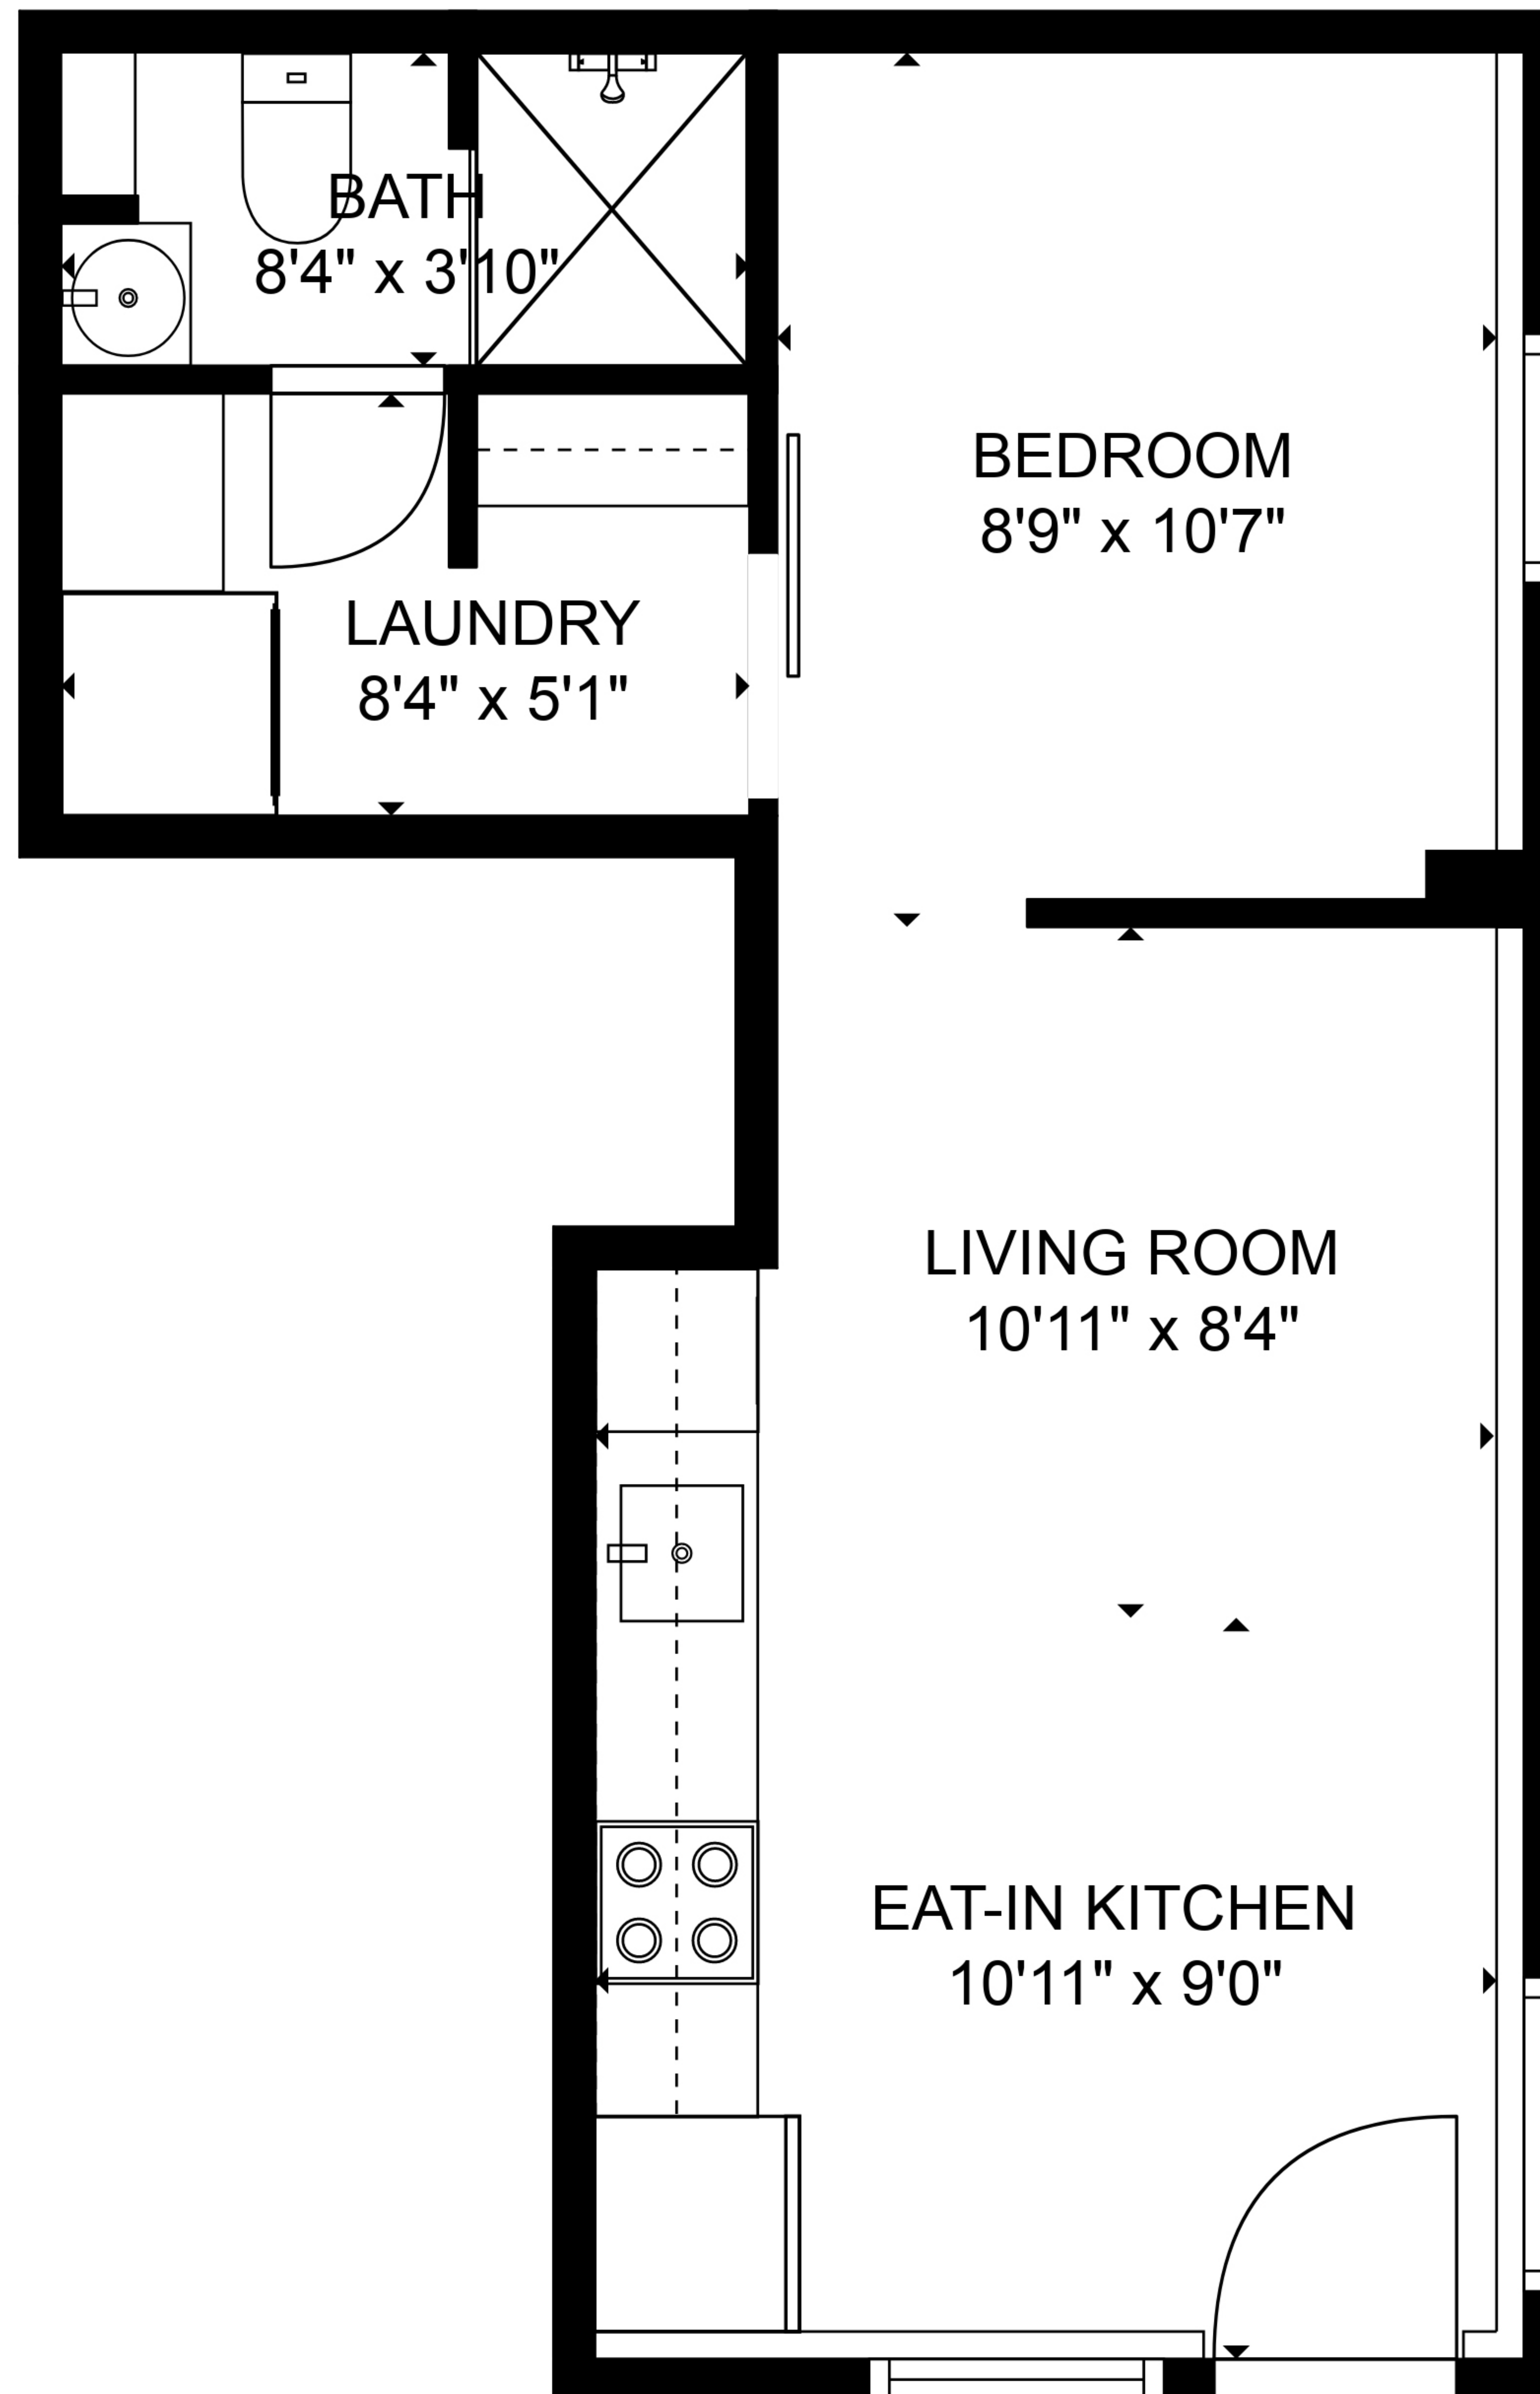 BATH
8'4" x 3'10"
BEDROOM
8'9" x 10'7"
LAUNDRY
8'4" x 5'1"
LIVING ROOM
10'11" x 8'4"
EAT-IN KITCHEN
10'11" x 9'0"